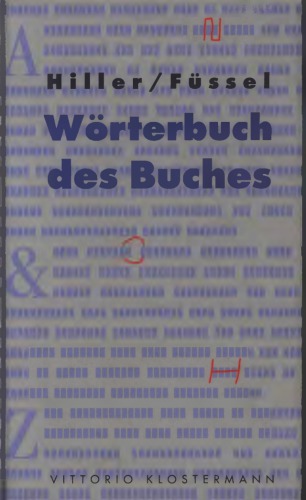 A
Hiller/Füssel
Wörterbuch
des Buches
&
Z
VITTORIO KLOSTERMANN